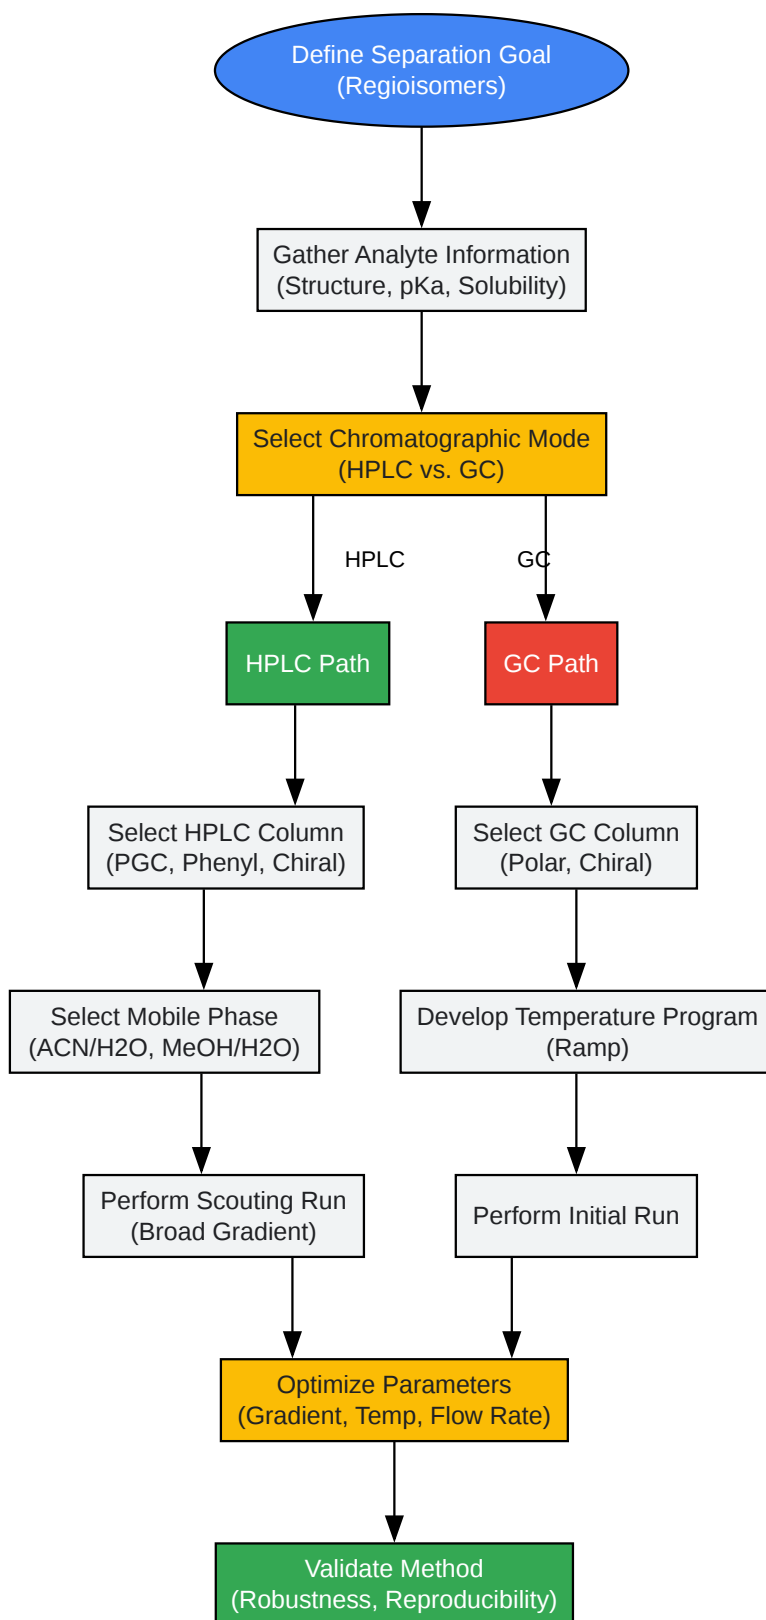 Define Separation Goal
(Regioisomers)
Gather Analyte Information
(Structure, pKa, Solubility)
Select Chromatographic Mode
(HPLC vs. GC)
HPLC
GC
HPLC Path
GC Path
Select HPLC Column
(PGC, Phenyl, Chiral)
Select GC Column
(Polar, Chiral)
Select Mobile Phase
(ACN/H2O, MeOH/H2O)
Develop Temperature Program
(Ramp)
Perform Scouting Run
(Broad Gradient)
Perform Initial Run
Optimize Parameters
(Gradient, Temp, Flow Rate)
Validate Method
(Robustness, Reproducibility)